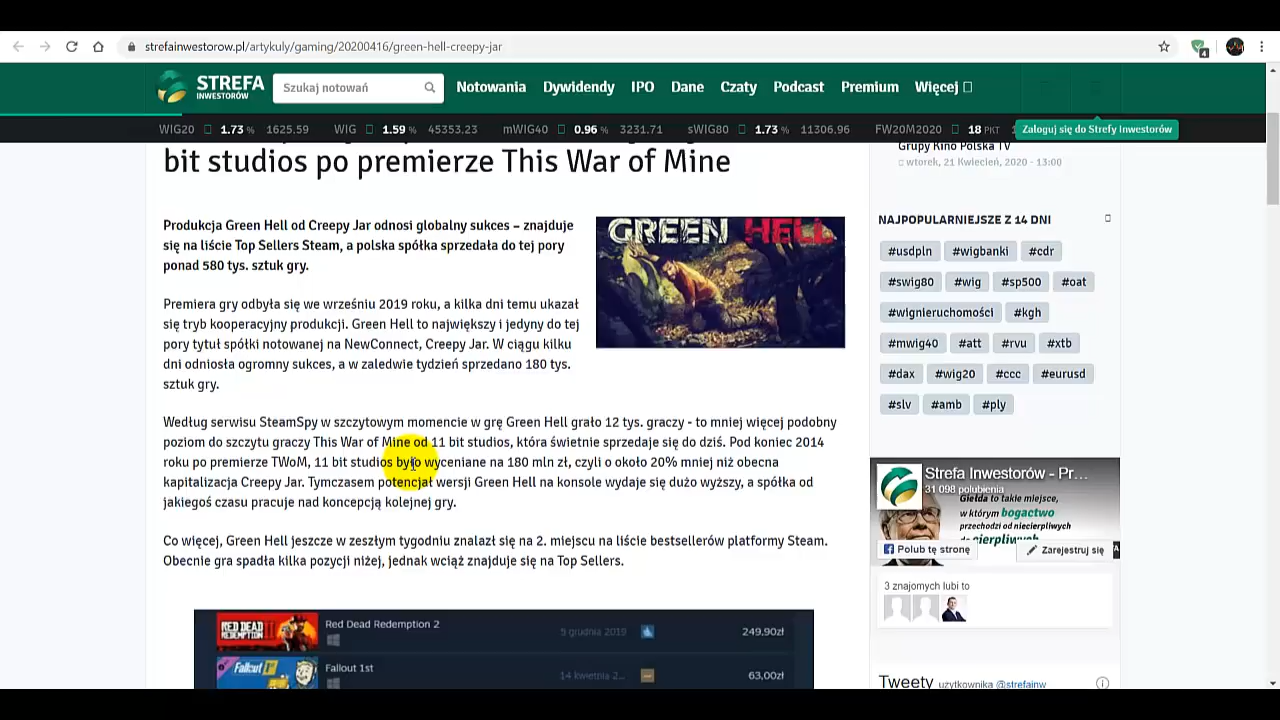 strefainwestorow.pl/artykuly/gaming/20200416/green-hell-creepy-jar
4
STREFA
INWESTORÓW
Szukaj notowań
Notowania Dywidendy IPO Dane Czaty Podcast Premium Więcej
WIG20 1.73 % 1625.59 WIG 1.59 % 45353.23 mWIG40 0.96 % 3231.71 sWIG80 1.73 % 11306.96 FW20M2020 18 PKT
Zaloguj się do Strefy Inwestorów
bit studios po premierze This War of Mine
Produkcja Green Hell od Creepy Jar odnosi globalny sukces – znajduje
się na liście Top Sellers Steam, a polska spółka sprzedała do tej pory
ponad 580 tys. sztuk gry.
GREEN HELL
Premiera gry odbyła się we wrześniu 2019 roku, a kilka dni temu ukazał
się tryb kooperacyjny produkcji. Green Hell to największy i jedyny do tej
pory tytuł spółki notowanej na NewConnect, Creepy Jar. W ciągu kilku
dni odniosła ogromny sukces, a w zaledwie tydzień sprzedano 180 tys.
sztuk gry.
Według serwisu SteamSpy w szczytowym momencie w grę Green Hell grało 12 tys. graczy - to mniej więcej podobny
poziom do szczytu graczy This War of Mine od 11 bit studios, która świetnie sprzedaje się do dziś. Pod koniec 2014
roku po premierze TWoM, 11 bit studios było wyceniane na 180 mln zł, czyli o około 20% mniej niż obecna
kapitalizacja Creepy Jar. Tymczasem potencjał wersji Green Hell na konsole wydaje się dużo wyższy, a spółka od
jakiegoś czasu pracuje nad koncepcją kolejnej gry.
Co więcej, Green Hell jeszcze w zeszłym tygodniu znalazł się na 2. miejscu na liście bestsellerów platformy Steam.
Obecnie gra spadła kilka pozycji niżej, jednak wciąż znajduje się na Top Sellers.
RED DEAD
REDEMPTION
Red Dead Redemption 2
5 grudnia 2019
249,90zł
Fallout 1st
Fallout 1st
14 kwietnia 2...
63,00zł
Grupy Kino Polska TV
wtorek, 21 Kwiecień, 2020 - 13:00
NAJPOPULARNIEJSZE Z 14 DNI
#usdpln #wigbanki #cdr
#swig80 #wig #sp500 #oat
#wignieruchomości #kgh
#mwig40 #att #rvu #xtb
#dax #wig20 #ccc #eurusd
#slv #amb #ply
Strefa Inwestorów - Pr...
31 098 polubienia
Giełda to takie miejsce,
w którym bogactwo
przechodzi od niecierpliwych
Polub tę stronę
Zarejestruj się
3 znajomych lubi to
Tweety użytkownika @strefainw